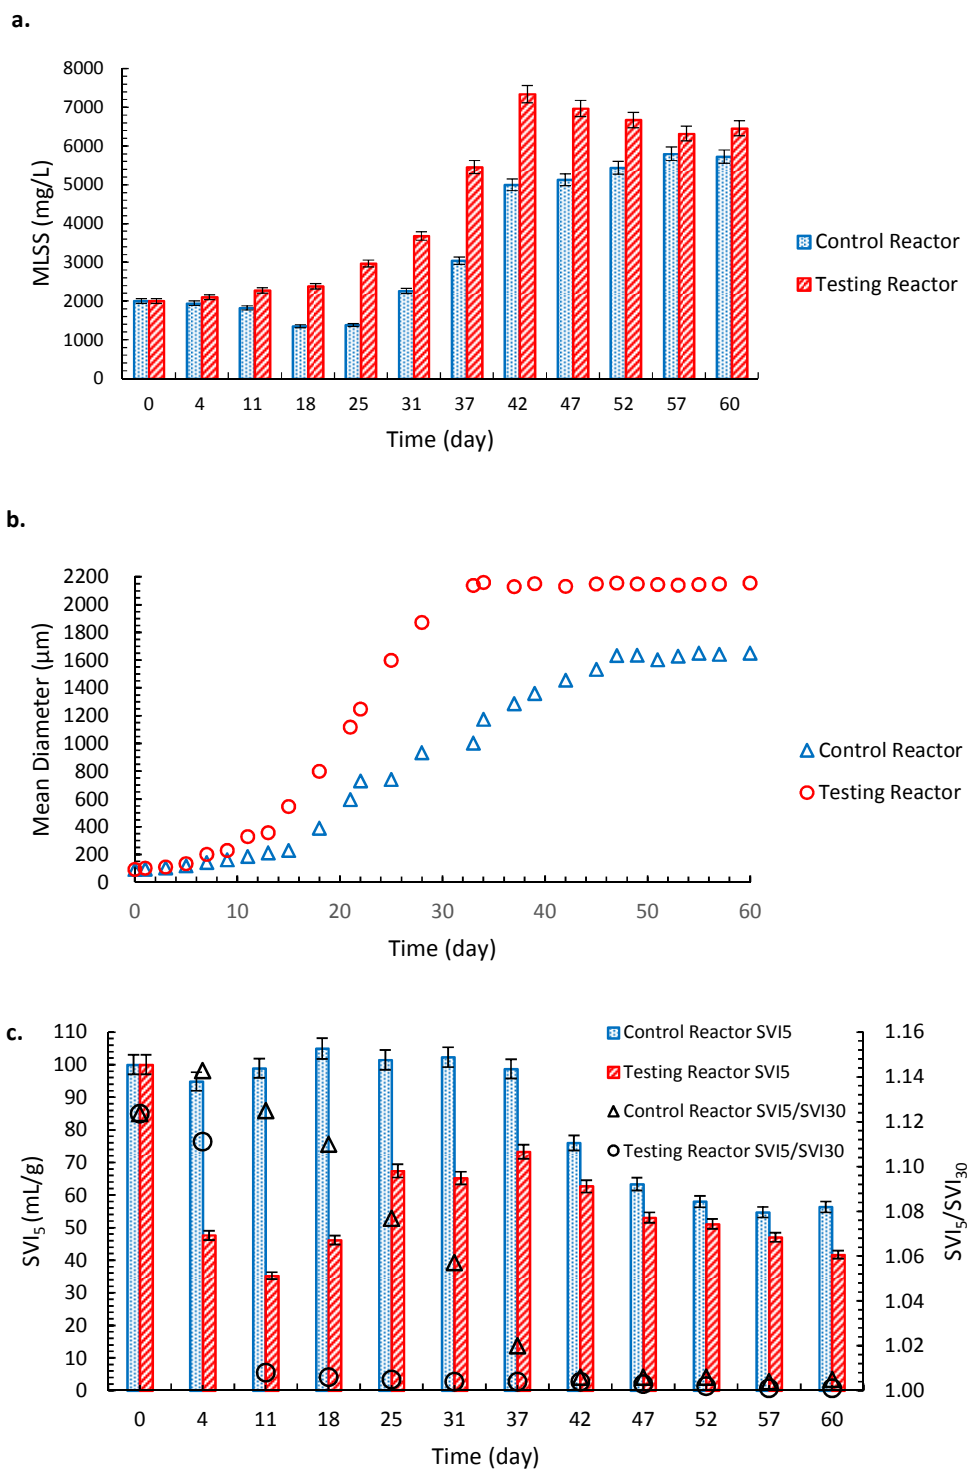 a.
8000
7000
6000
5000
4000
3000
2000
1000
0
MLSS (mg/L)
0 4 11 18 25 31 37 42 47 52 57 60
Time (day)
Control Reactor
Testing Reactor
b.
2200
2000
1800
1600
1400
1200
1000
800
600
400
200
0
Mean Diameter (µm)
0 10 20 30 40 50 60
Time (day)
Control Reactor
Testing Reactor
c.
110
100
90
80
70
60
50
40
30
20
10
0
SVI5 (mL/g)
Control Reactor SVI5
Testing Reactor SVI5
Control Reactor SVI5/SVI30
Testing Reactor SVI5/SVI30
1.16
1.14
1.12
1.10
1.08
1.06
1.04
1.02
1.00
SVI5/SVI30
0 4 11 18 25 31 37 42 47 52 57 60
Time (day)